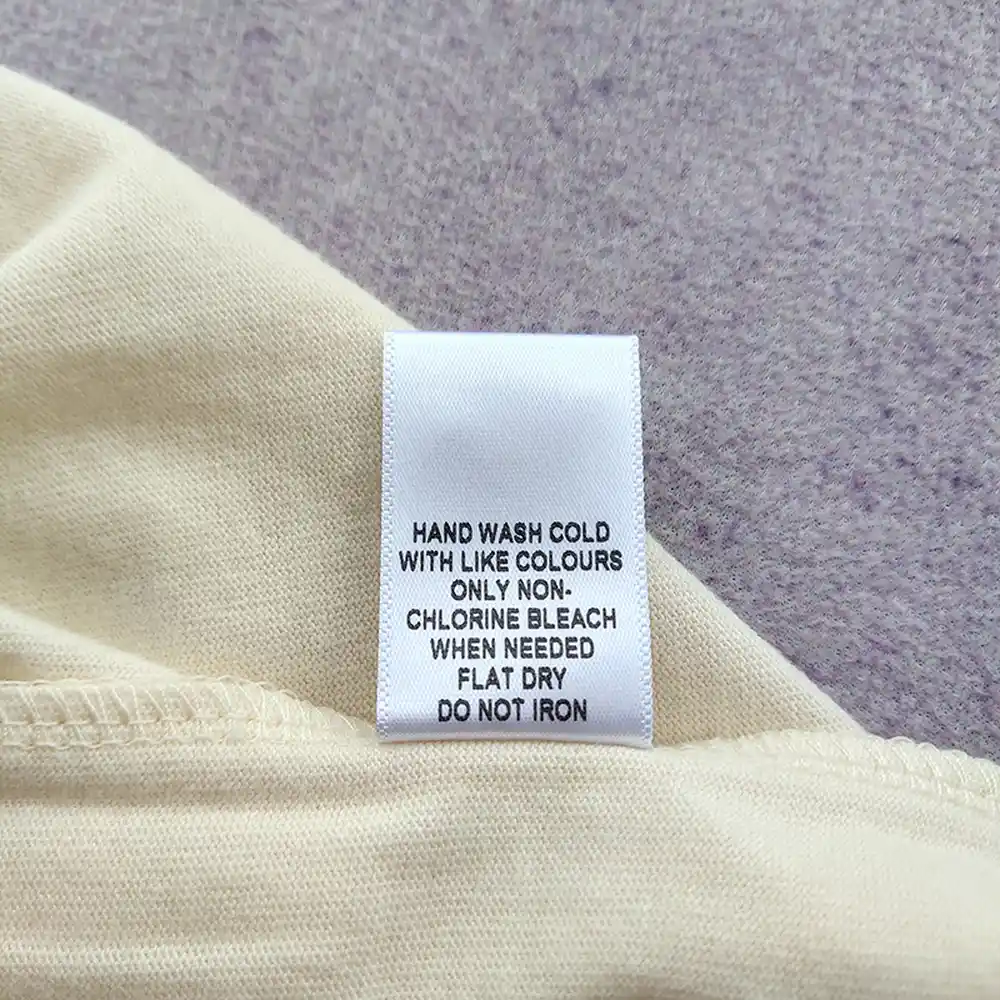 HAND WASH COLD
WITH LIKE COLOURS
ONLY NON-
CHLORINE BLEACH
WHEN NEEDED
FLAT DRY
DO NOT IRON